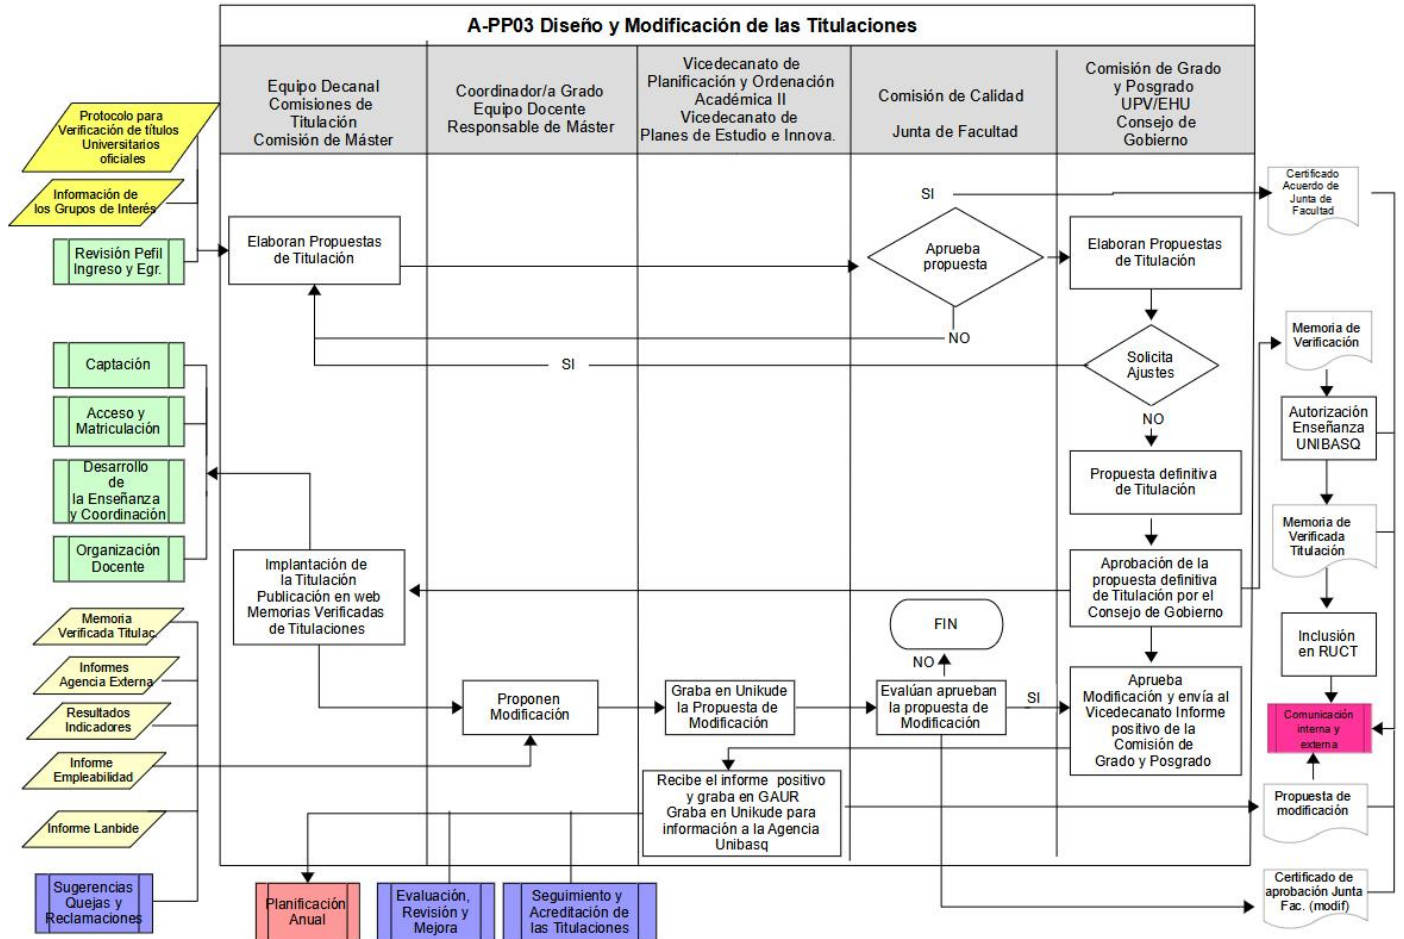 A-PP03 Diseño y Modificación de las Titulaciones
Equipo Decanal
Comisiones de
Titulación
Comisión de Máster
Coordinador/a Grado
Equipo Docente
Responsable de Máster
Vicedecanato de
Planificación y Ordenación
Académica II
Vicedecanato de
Planes de Estudio e Innova.
Comisión de Calidad
Junta de Facultad
Comisión de Grado
y Posgrado
UPV/EHU
Consejo de
Gobierno
Protocolo para
Verificación de títulos
Universitarios
oficiales
Información de
los Grupos de Interés
Revisión Pefil
Ingreso y Egr.
Elaboran Propuestas
de Titulación
SI
Aprueba
propuesta
NO
Elaboran Propuestas
de Titulación
Certificado
Acuerdo de
Junta de
Facultad
Solicita
Ajustes
SI
NO
Memoria de
Verificación
Captación
Acceso y
Matriculación
Desarrollo
de
la Enseñanza
y Coordinación
Organización
Docente
Propuesta definitiva
de Titulación
Autorización
Enseñanza
UNIBASQ
Memoria de
Verificada
Titulación
Implantación de
la Titulación
Publicación en web
Memorias Verificadas
de Titulaciones
Aprobación de la
propuesta definitiva
de Titulación por el
Consejo de Gobierno
FIN
NO
Inclusión
en RUCT
Memoria
Verificada Titulac.
Informes
Agencia Externa
Resultados
Indicadores
Informe
Empleabilidad
Informe Lanbide
Proponen
Modificación
Graba en Unikude
la Propuesta de
Modificación
Evalúan aprueban
la propuesta de
Modificación
SI
Aprueba
Modificación y envía al
Vicedecanato Informe
positivo de la
Comisión de
Grado y Posgrado
Comunicación
interna y
externa
Recibe el informe positivo
y graba en GAUR
Graba en Unikude para
información a la Agencia
Unibasq
Propuesta de
modificación
Sugerencias
Quejas y
Reclamaciones
Planificación
Anual
Evaluación,
Revisión y
Mejora
Seguimiento y
Acreditación de
las Titulaciones
Certificado de
aprobación Junta
Fac. (modif)